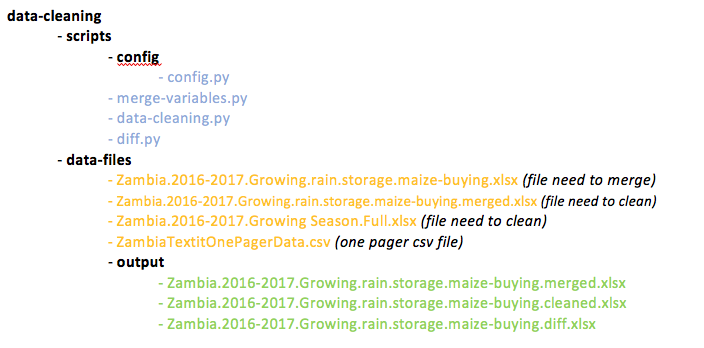 data-cleaning
- scripts
- config
- config.py
- merge-variables.py
- data-cleaning.py
- diff.py
- data-files
- Zambia.2016-2017.Growing.rain.storage.maize-buying.xlsx (file need to merge)
- Zambia.2016-2017.Growing.rain.storage.maize-buying.merged.xlsx (file need to clean)
- Zambia.2016-2017.Growing Season.Full.xlsx (file need to clean)
- ZambiaTextitOnePagerData.csv (one pager csv file)
- output
- Zambia.2016-2017.Growing.rain.storage.maize-buying.merged.xlsx
- Zambia.2016-2017.Growing.rain.storage.maize-buying.cleaned.xlsx
- Zambia.2016-2017.Growing.rain.storage.maize-buying.diff.xlsx